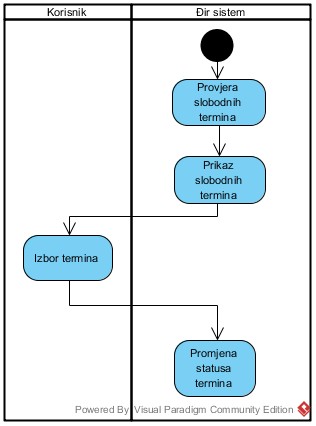 Korisnik
Đir sistem
Provjera
slobodnih
termina
Prikaz
slobodnih
termina
Izbor termina
Promjena
statusa
termina
Powered By Visual Paradigm Community Edition